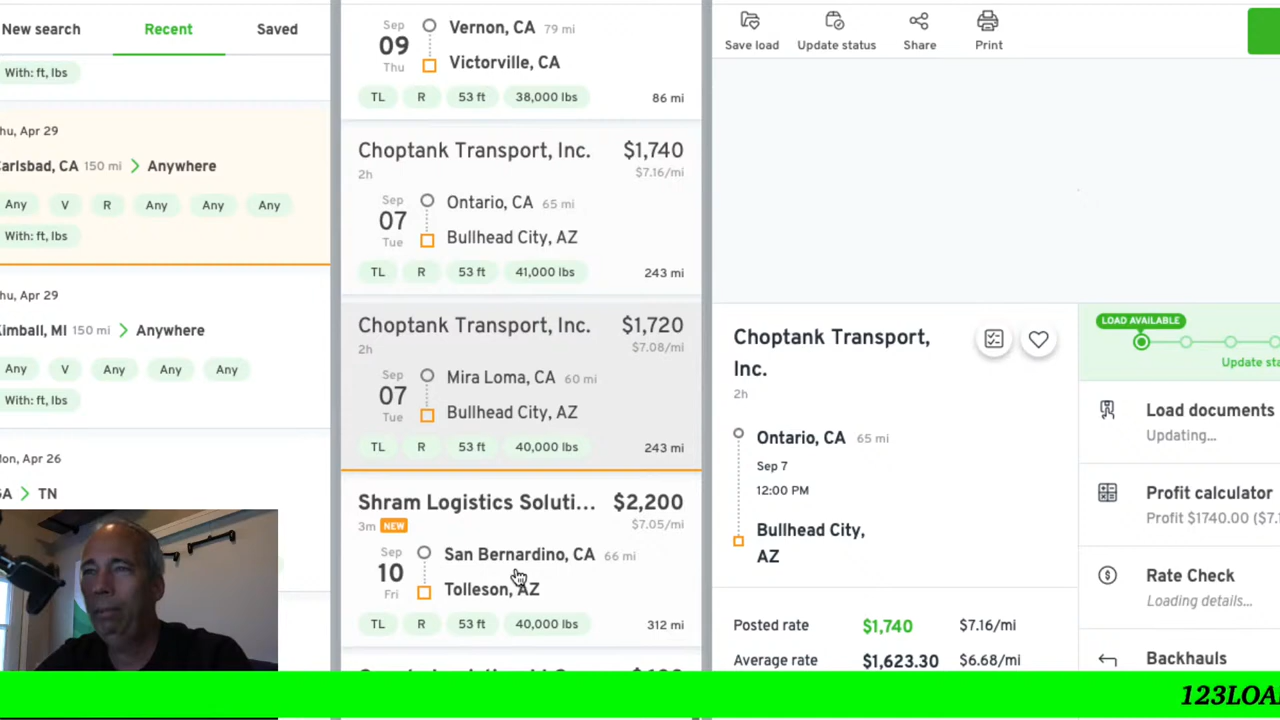 New search
Recent
Saved
With: ft, lbs
hu, Apr 29
Carlsbad, CA 150 mi > Anywhere
Any V R Any Any Any
With: ft, lbs
hu, Apr 29
Kimball, MI 150 mi > Anywhere
Any V Any Any Any
With: ft, lbs
Mon, Apr 26
GA > TN
Sep
09
Thu
Vernon, CA 79 mi
Victorville, CA
TL R 53 ft 38,000 lbs 86 mi
Choptank Transport, Inc. $1,740
2h $7.16/mi
Sep
07
Tue
Ontario, CA 65 mi
Bullhead City, AZ
TL R 53 ft 41,000 lbs 243 mi
Choptank Transport, Inc. $1,720
2h $7.08/mi
Sep
07
Tue
Mira Loma, CA 60 mi
Bullhead City, AZ
TL R 53 ft 40,000 lbs 243 mi
Shram Logistics Soluti... $2,200
3m NEW $7.05/mi
Sep
10
Fri
San Bernardino, CA 66 mi
Tolleson, AZ
TL R 53 ft 40,000 lbs 312 mi
Save load
Update status
Share
Print
Choptank Transport,
Inc.
2h
Ontario, CA 65 mi
Sep 7
12:00 PM
Bullhead City,
AZ
Posted rate $1,740 $7.16/mi
Average rate $1,623.30 $6.68/mi
LOAD AVAILABLE
Update sta
Load documents
Updating...
Profit calculator
Profit $1740.00 ($7.1
Rate Check
Loading details...
Backhauls
123LOA